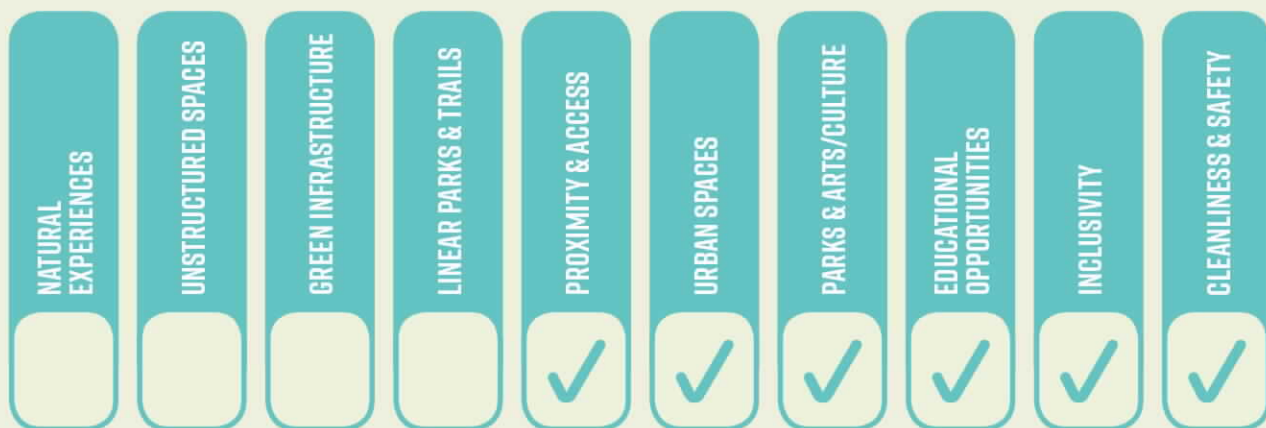 NATURAL
EXPERIENCES
UNSTRUCTURED SPACES
GREEN INFRASTRUCTURE
LINEAR PARKS & TRAILS
PROXIMITY & ACCESS
URBAN SPACES
PARKS & ARTS/CULTURE
EDUCATIONAL
OPPORTUNITIES
INCLUSIVITY
CLEANLINESS & SAFETY